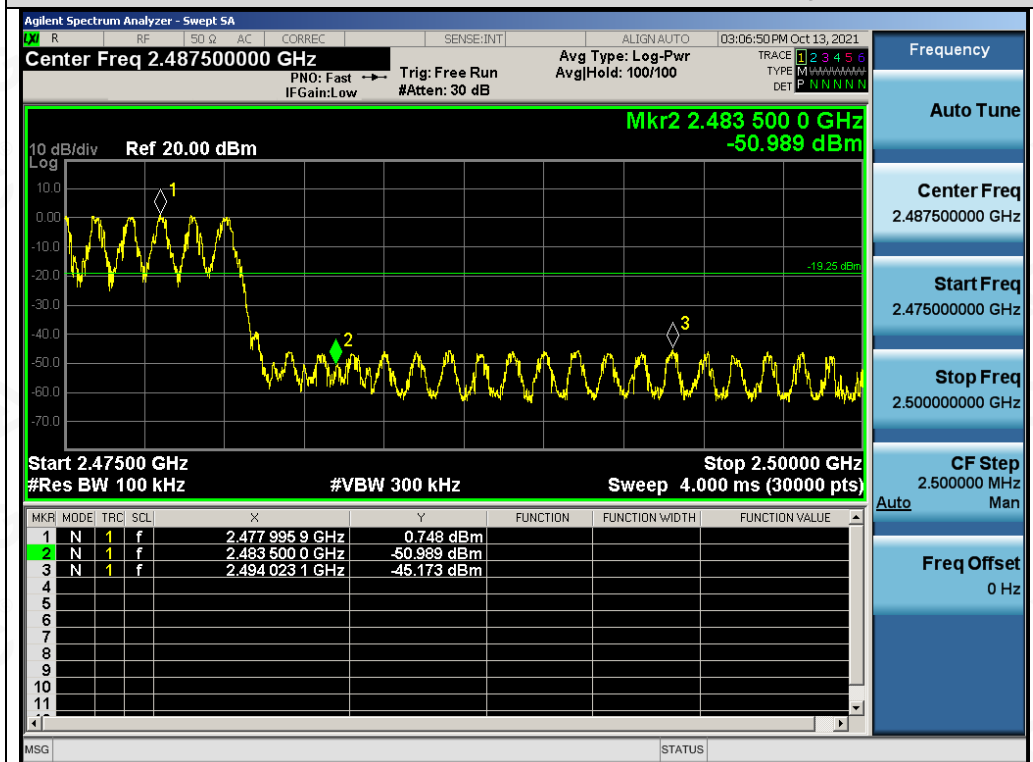 Agilent Spectrum Analyzer - Swept SA
LXI R RF 50 Ω AC CORREC SENSE:INT ALIGN AUTO 03:06:50 PM Oct 13, 2021
Center Freq 2.487500000 GHz
PNO: Fast
IFGain:Low
Trig: Free Run
#Atten: 30 dB
Avg Type: Log-Pwr
Avg|Hold: 100/100
TRACE 1 2 3 4 5 6
TYPE M
DET P N N N N N
Mkr2 2.483 500 0 GHz
-50.989 dBm
10 dB/div Ref 20.00 dBm
Log
10.0
0.00
-10.0
-20.0
-30.0
-40.0
-50.0
-60.0
-70.0
1
2
3
-19.25 dBm
Start 2.47500 GHz Stop 2.50000 GHz
#Res BW 100 kHz #VBW 300 kHz Sweep 4.000 ms (30000 pts)
MKR MODE TRC SCL X Y FUNCTION FUNCTION WIDTH FUNCTION VALUE
1 N 1 f 2.477 995 9 GHz 0.748 dBm
2 N 1 f 2.483 500 0 GHz -50.989 dBm
3 N 1 f 2.494 023 1 GHz -45.173 dBm
4
5
6
7
8
9
10
11
MSG STATUS
Frequency
Auto Tune
Center Freq
2.487500000 GHz
Start Freq
2.475000000 GHz
Stop Freq
2.500000000 GHz
CF Step
2.500000 MHz
Auto Man
Freq Offset
0 Hz